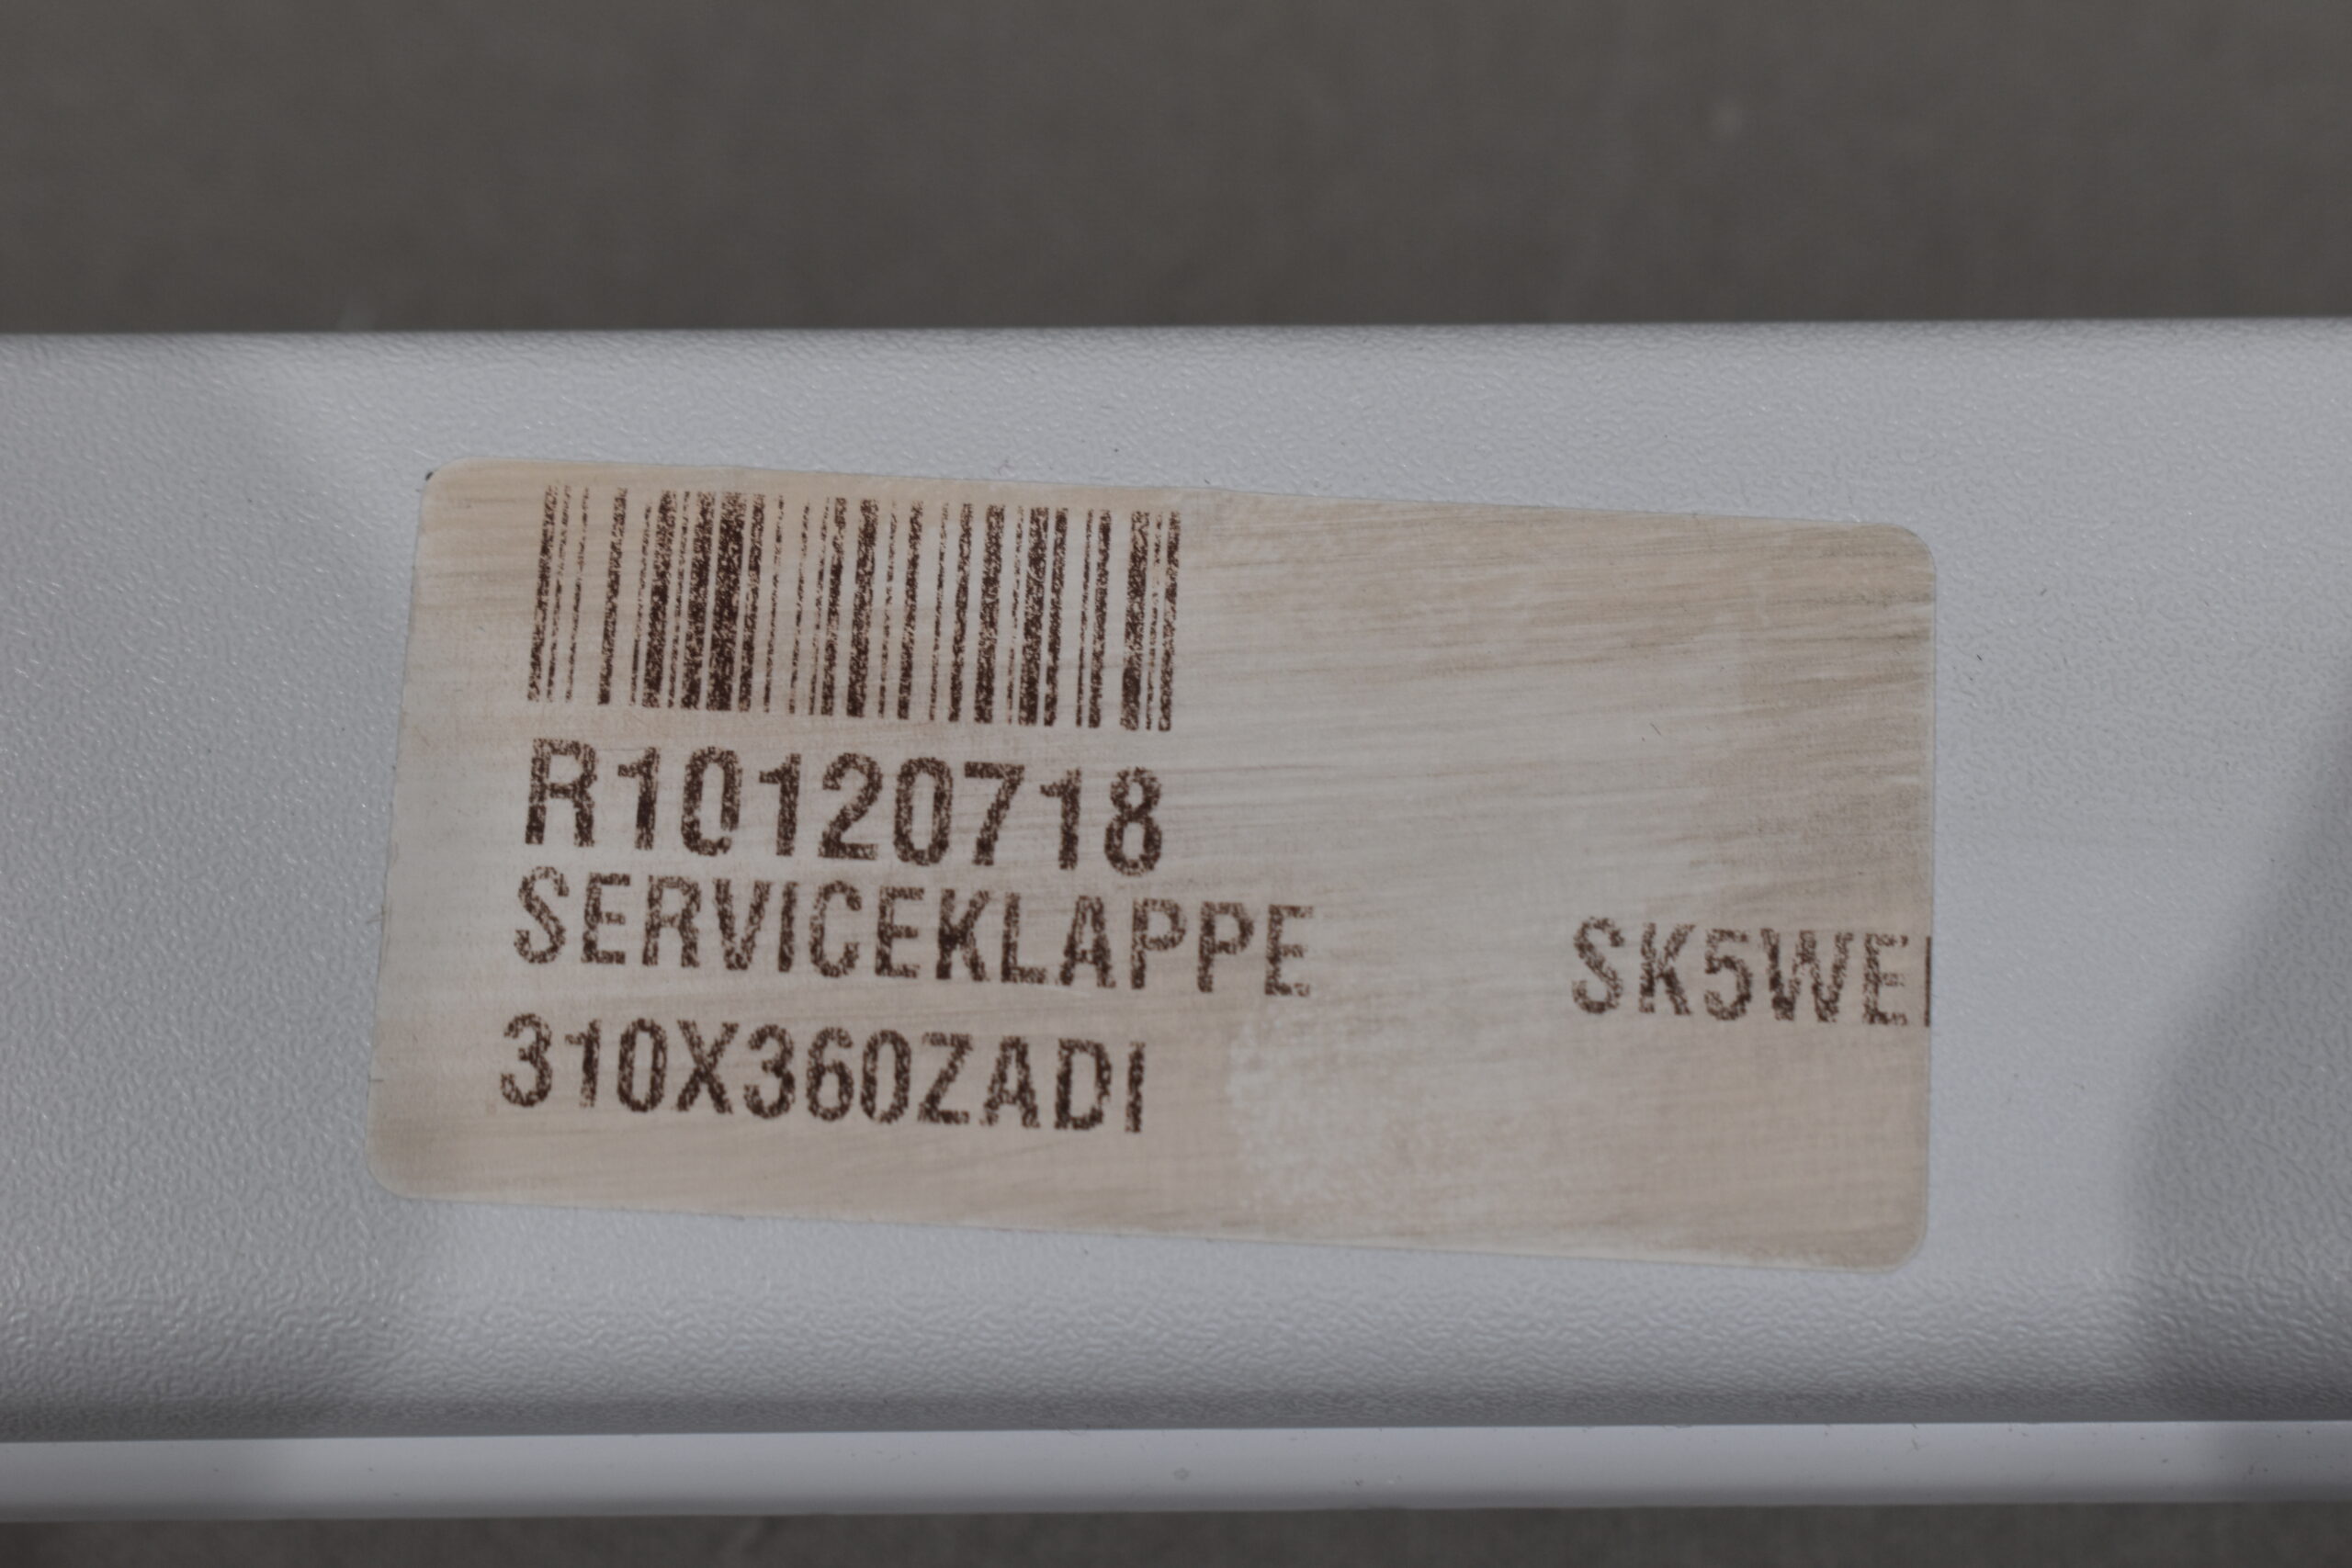 R10120718
SERVICEKLAPPE SK5WE
310X360ZADI